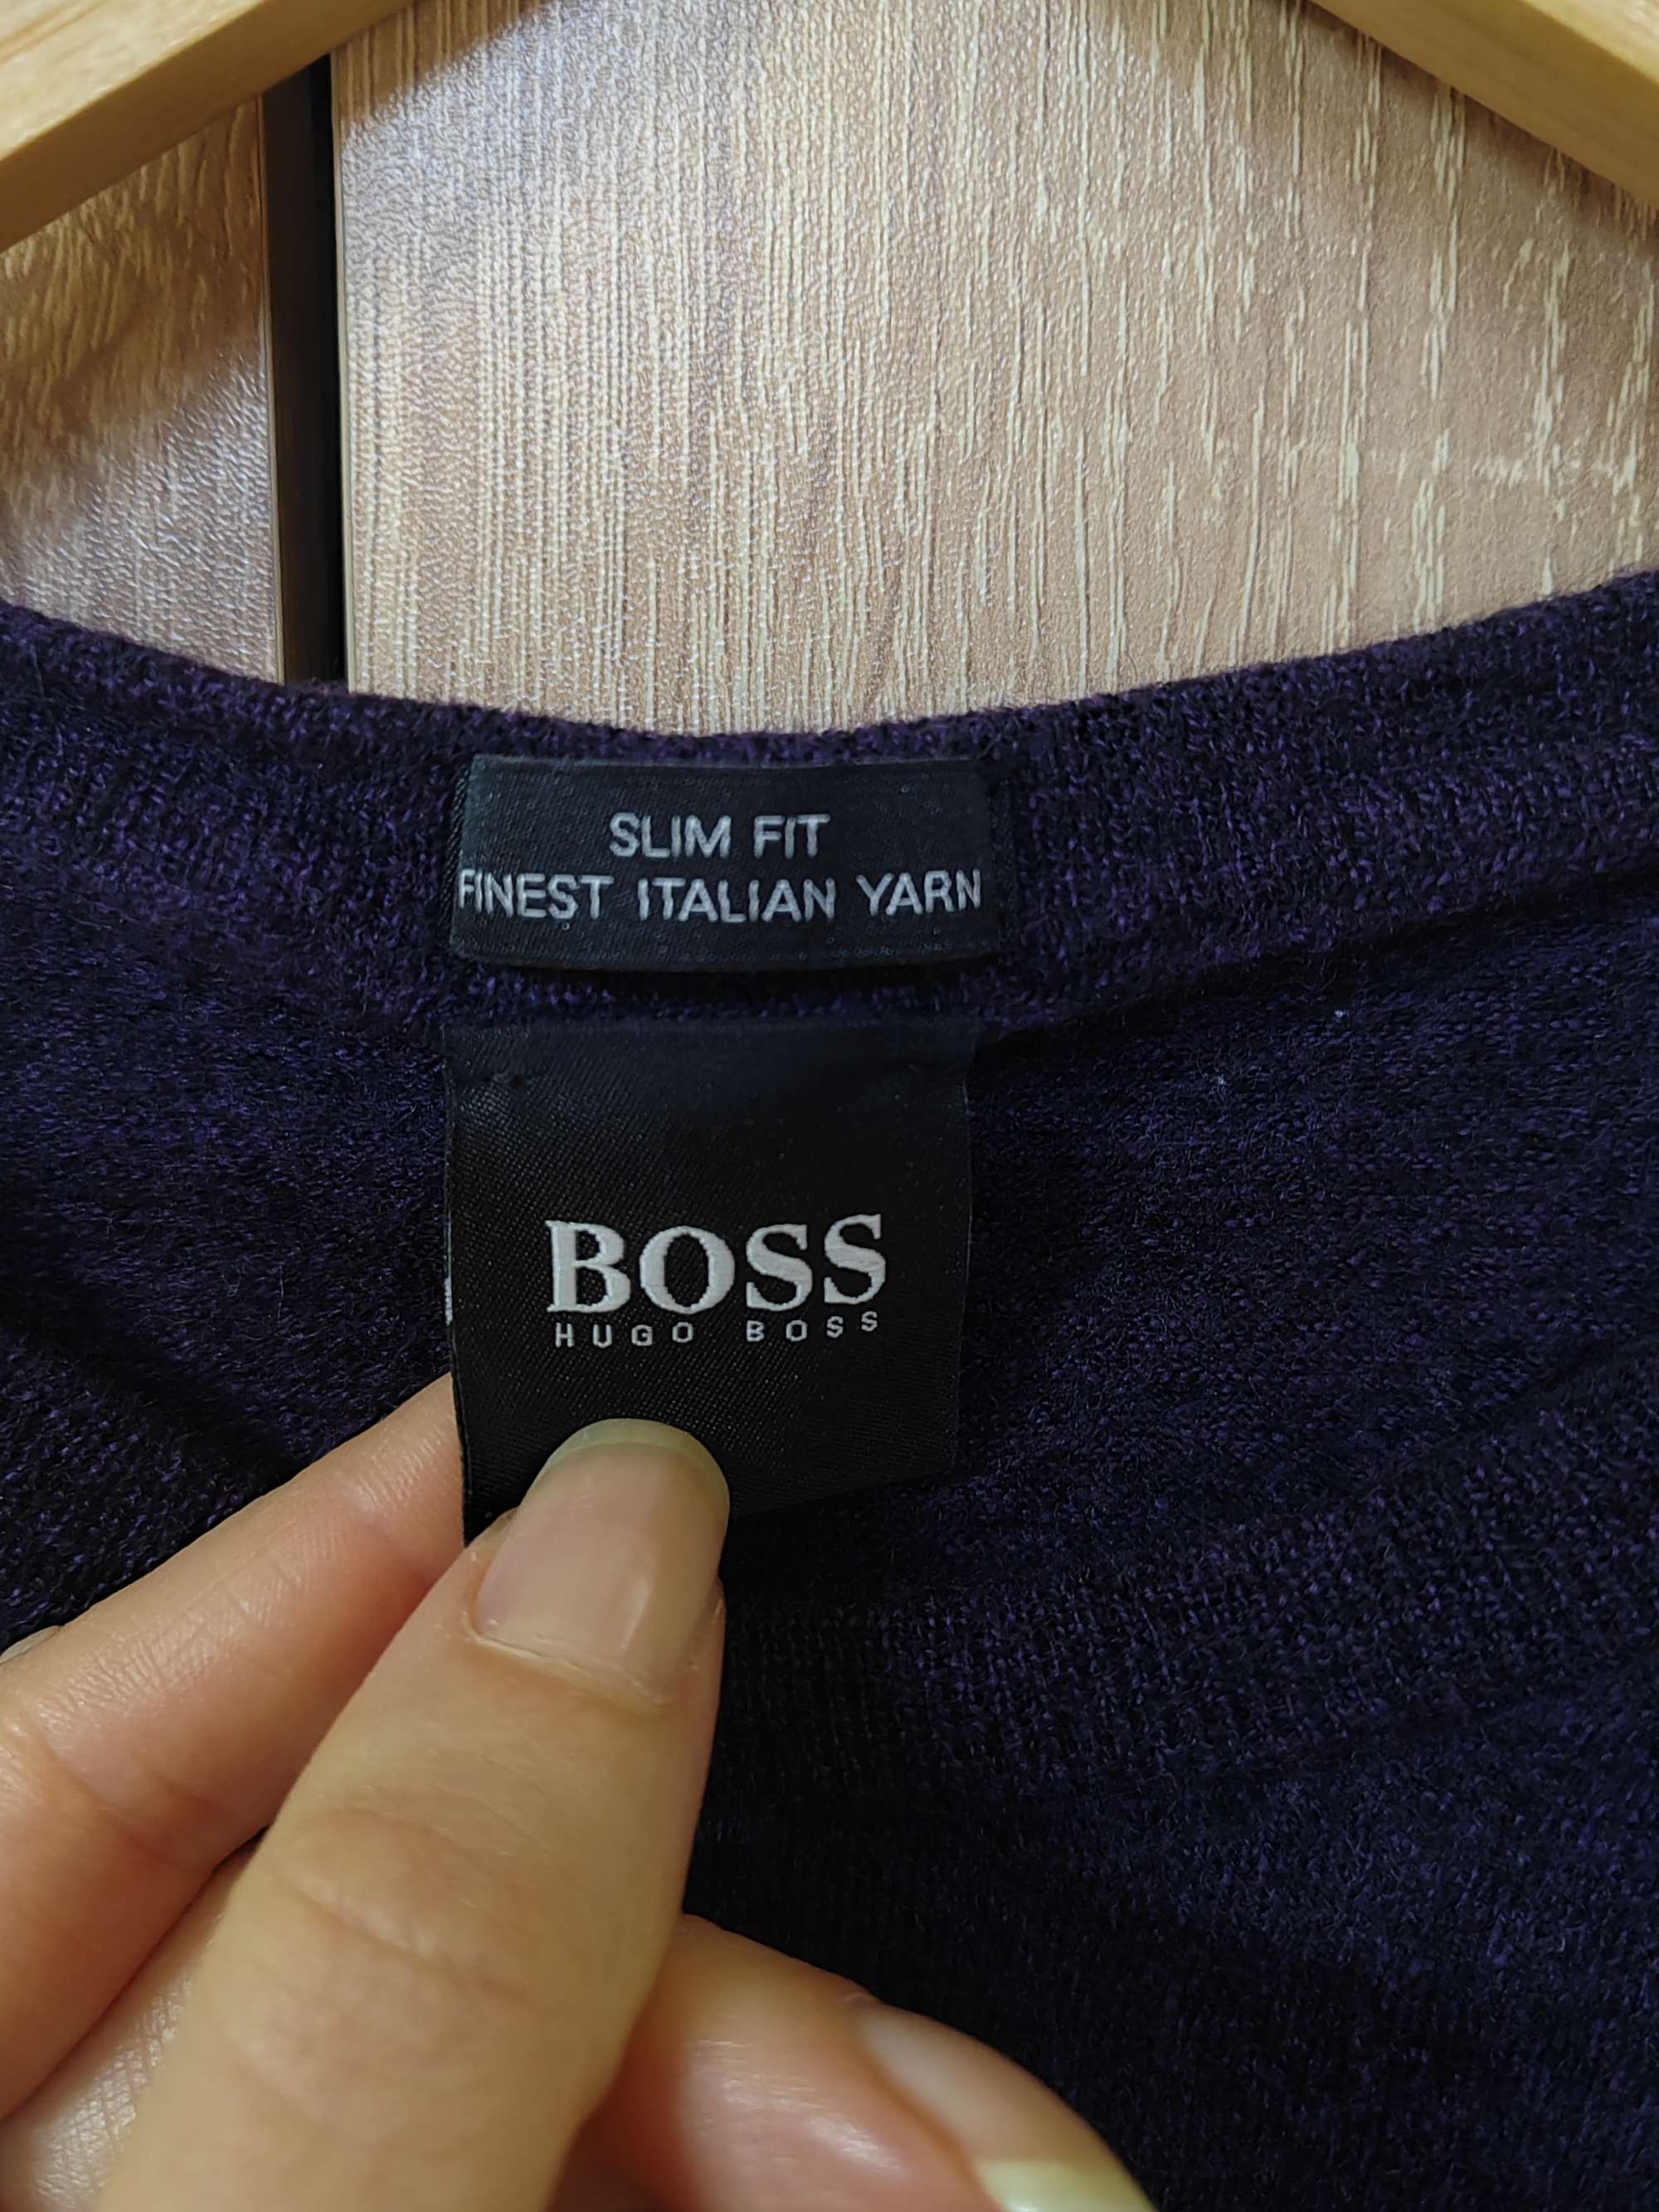 SLIM FIT
FINEST ITALIAN YARN
BOSS
HUGO BOSS